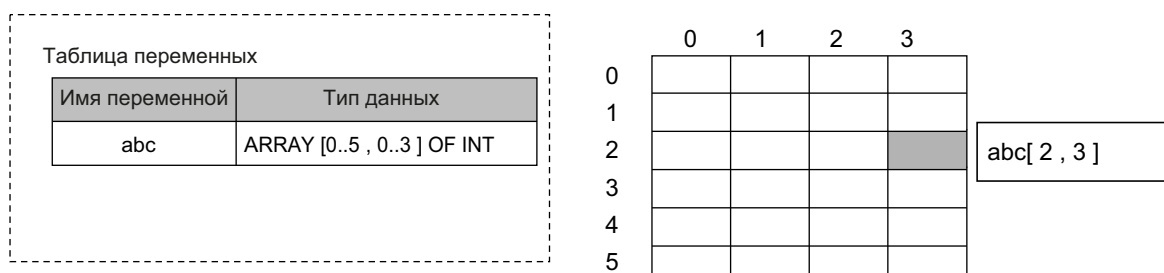 Таблица переменных
Имя переменной Тип данных
abc ARRAY [0..5 , 0..3 ] OF INT
0 1 2 3
0
1
2 abc[ 2 , 3 ]
3
4
5